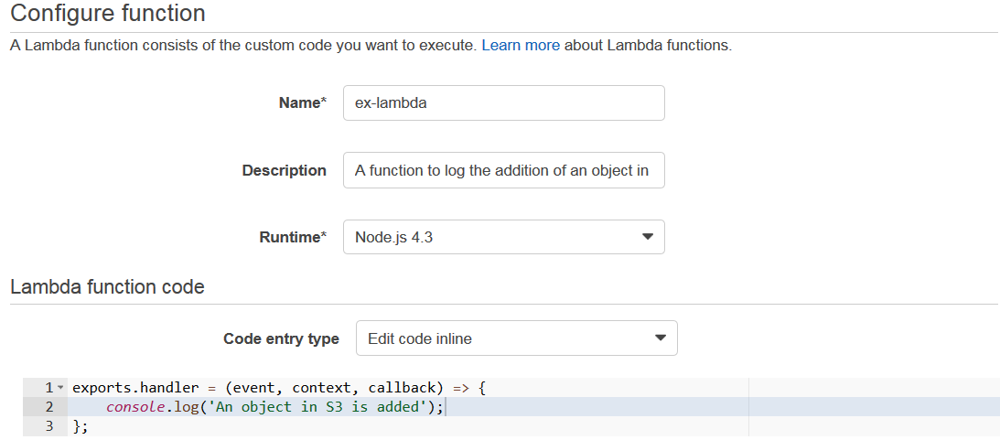 Configure function
A Lambda function consists of the custom code you want to execute. Learn more about Lambda functions.
Name* ex-lambda
Description A function to log the addition of an object in
Runtime* Node.js 4.3
Lambda function code
Code entry type Edit code inline
1 exports.handler = (event, context, callback) => {
2 console.log('An object in S3 is added');
3 };